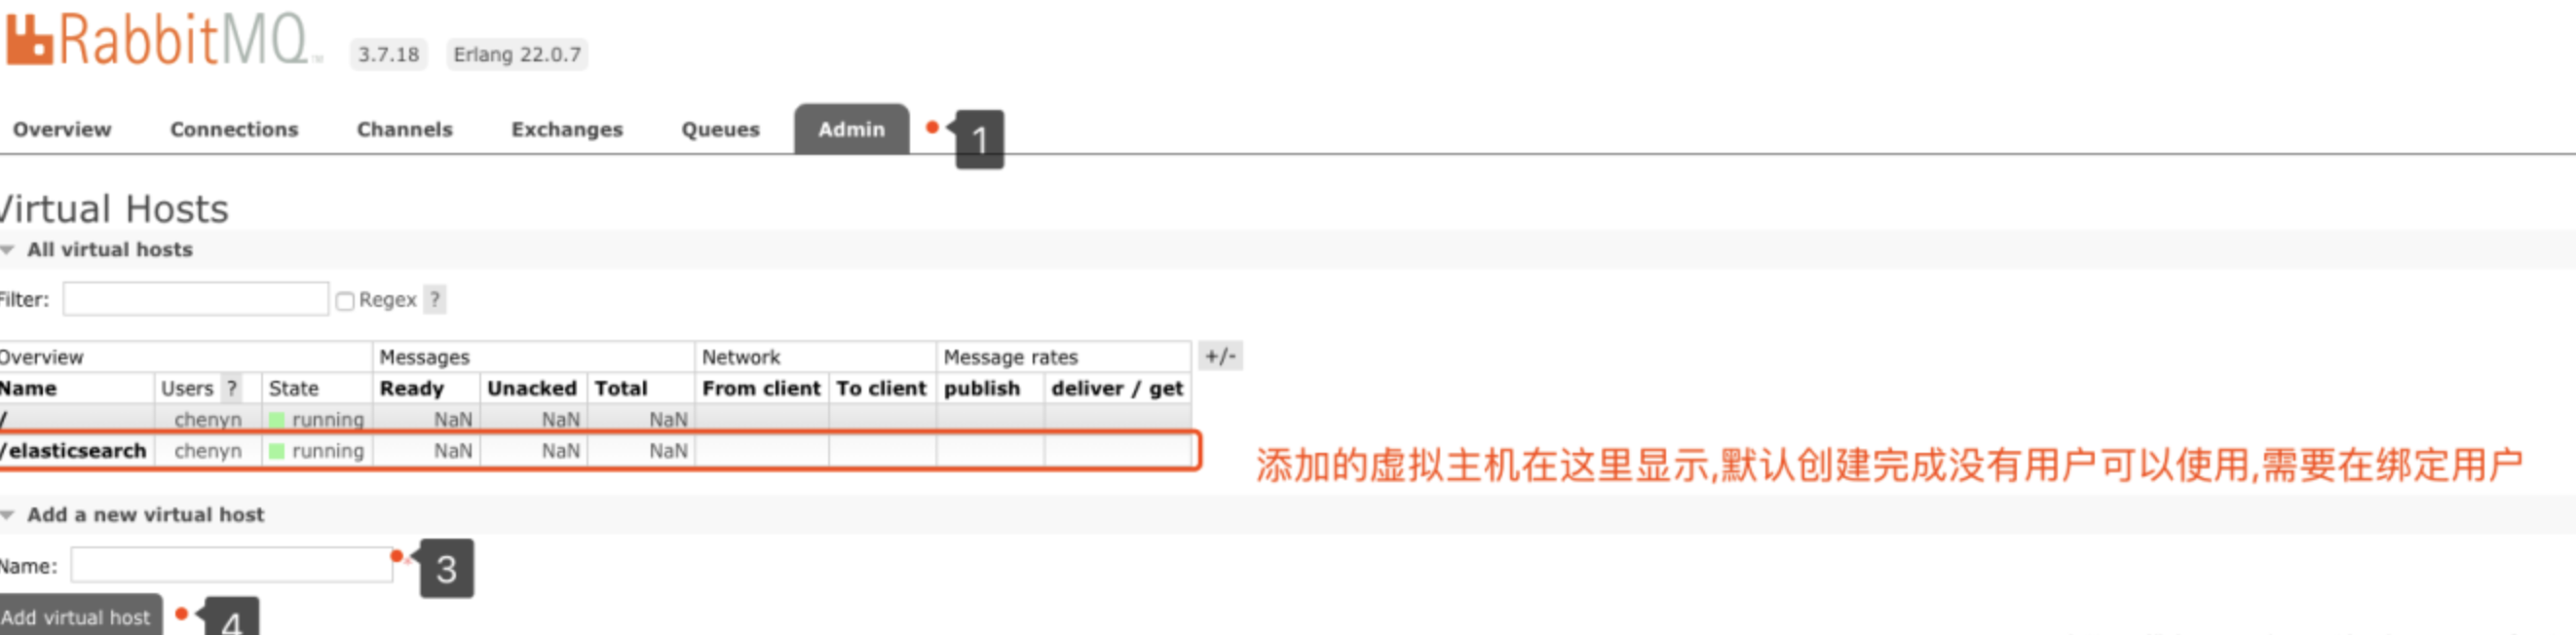 RabbitMQ™ 3.7.18 Erlang 22.0.7
Overview Connections Channels Exchanges Queues Admin 1
Virtual Hosts
All virtual hosts
Filter: Regex ?
Overview Messages Network Message rates +/-
Name Users ? State Ready Unacked Total From client To client publish deliver / get
/ chenyn running NaN NaN NaN
/elasticsearch chenyn running NaN NaN NaN
添加的虚拟主机在这里显示,默认创建完成没有用户可以使用,需要在绑定用户
Add a new virtual host
Name: * 3
Add virtual host 4